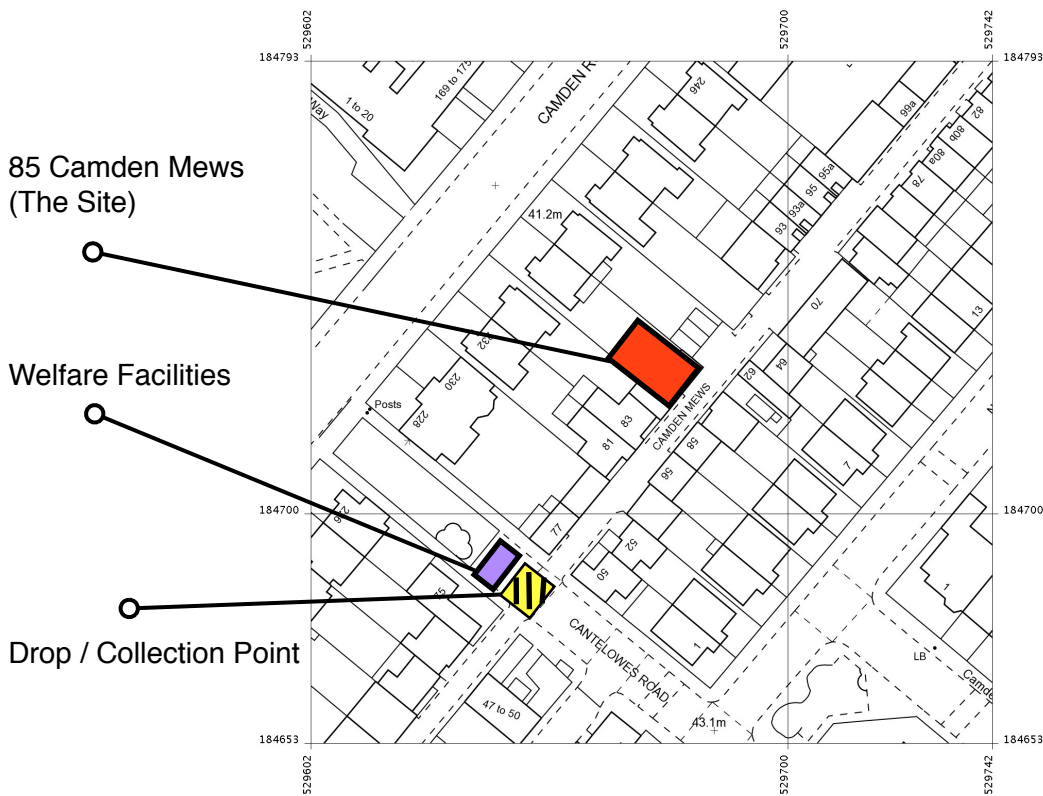 529602
529700
529742
184793
184793
CAMDEN R
169 to 175
1 to 20
Way
246
99a
82
80b
80a
78
95a
95
93a
93
85 Camden Mews
(The Site)
41.2m
70
13
232
64
62
230
Welfare Facilities
Posts
228
83
81
CAMDEN MEWS
58
56
7
184700
184700
226
77
52
50
1
1
CANTELOWES ROAD
Drop / Collection Point
LB
Camde
47 to 50
43.1m
184653
184653
529602
529700
529742